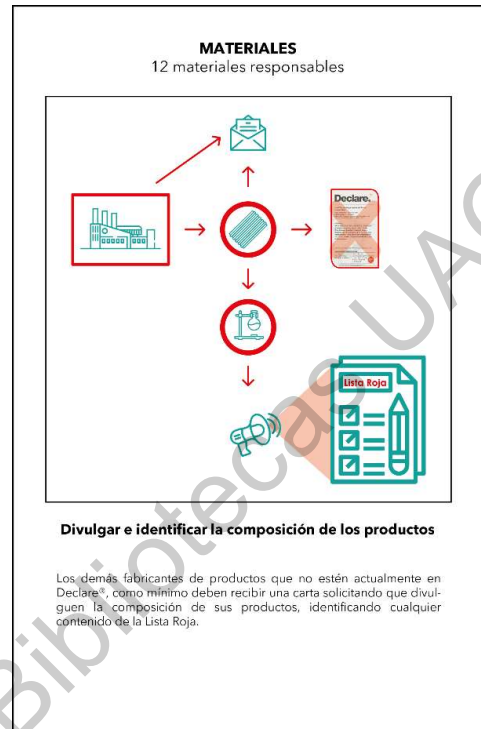 MATERIALES
12 materiales responsables
Declare.
Lista Roja
Divulgar e identificar la composición de los productos
Los demás fabricantes de productos que no estén actualmente en
Declare®, como mínimo deben recibir una carta solicitando que divul-
guen la composición de sus productos, identificando cualquier
contenido de la Lista Roja.
Bibliotecas UAC